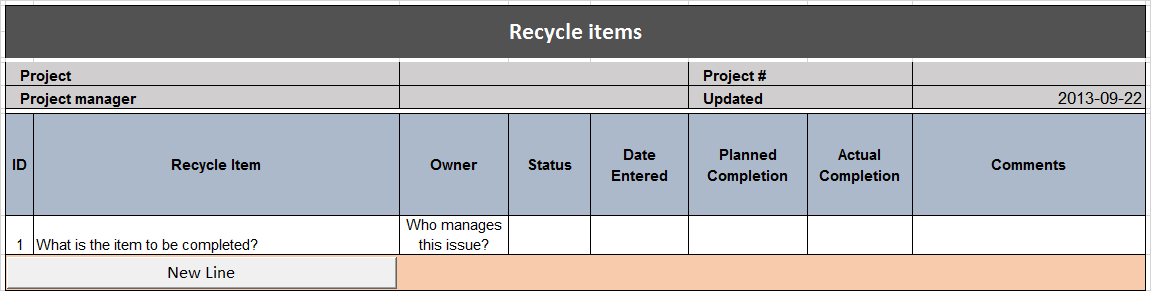 Recycle items
Project
Project #
Project manager
Updated
2013-09-22
ID
Recycle Item
Owner
Status
Date
Entered
Planned
Completion
Actual
Completion
Comments
1
What is the item to be completed?
Who manages
this issue?
New Line